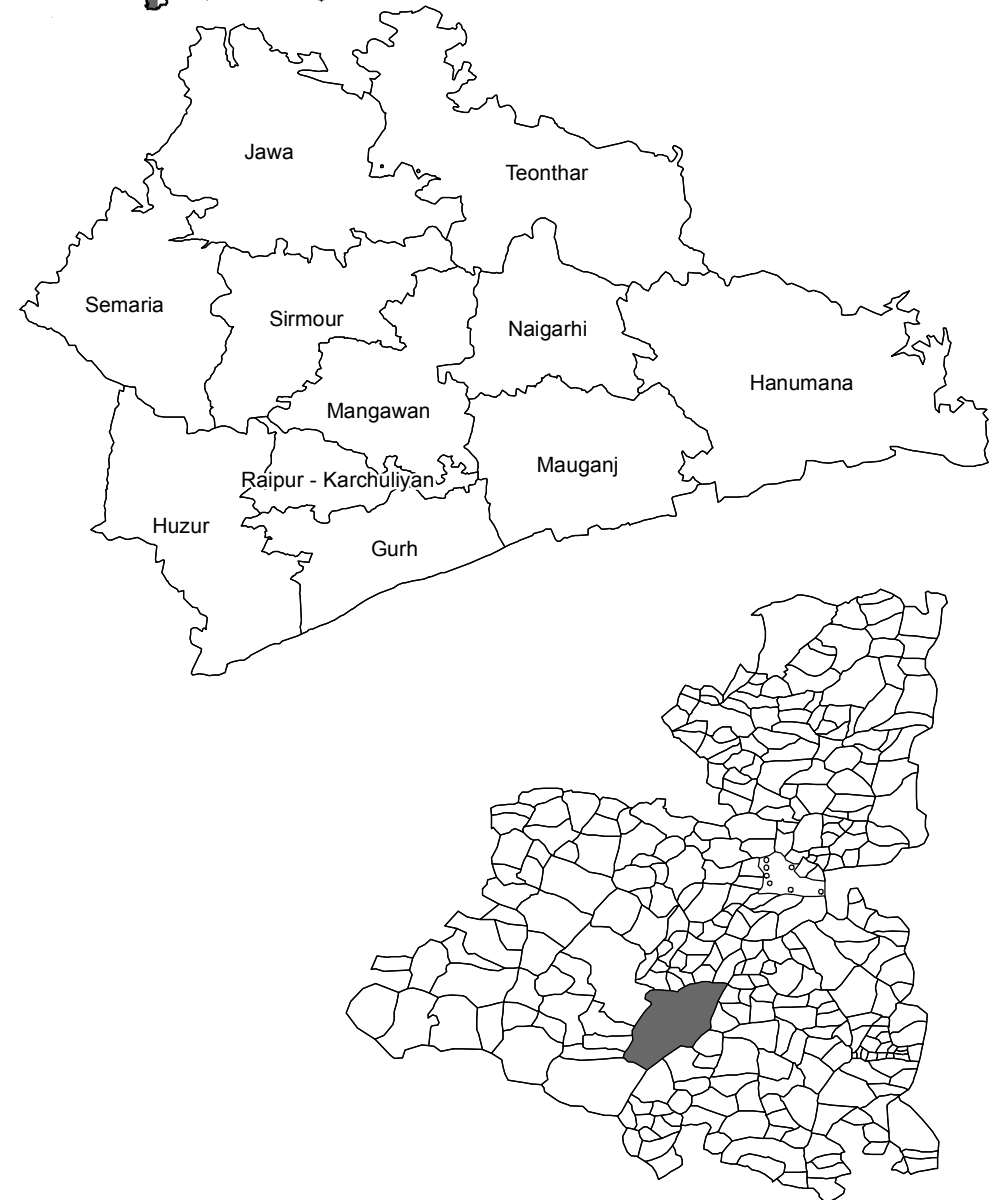 Jawa
Teonthar
Semaria
Sirmour
Naigarhi
Hanumana
Mangawan
Mauganj
Raipur - Karchuliyan
Huzur
Gurh